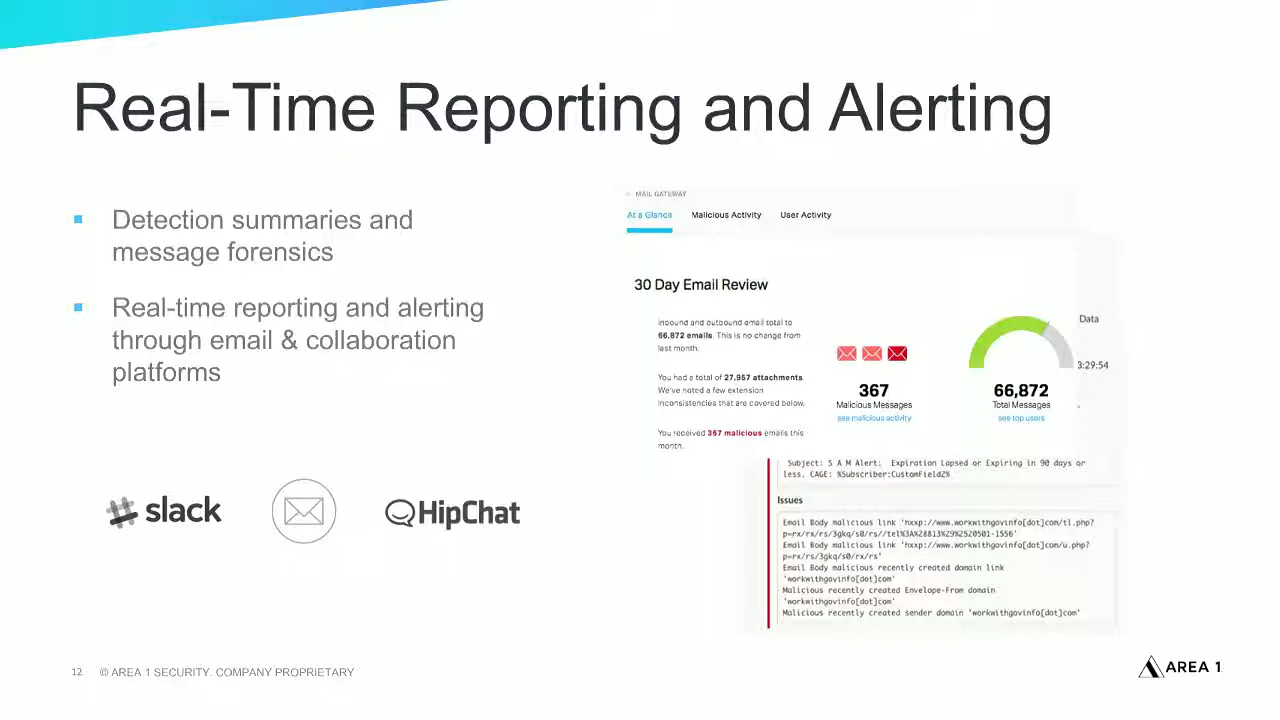 Real-Time Reporting and Alerting
Detection summaries and
message forensics
Real-time reporting and alerting
through email & collaboration
platforms
slack
HipChat
MAIL GATEWAY
At a Glance Malicious Activity User Activity
30 Day Email Review
Inbound and outbound email total to
66,872 emails. This is no change from
last month.
You had a total of 27,957 attachments.
We've noted a few extension
inconsistencies that are covered below.
You received 367 malicious emails this
month.
367
Malicious Messages
see malicious activity
66,872
Total Messages
see top users
Data
3:29:54
Subject: S A M Alert: Expiration Lapsed or Expiring in 90 days or
less. CAGE: %Subscriber:CustomField2%
Issues
Email Body malicious link 'hxxp://www.workwithgovinfo[dot]com/tl.php?
p=rx/rx/rs/3gkq/s0/rs//tel%3A%28813%29%2520501-1556'
Email Body malicious link 'hxxp://www.workwithgovinfo[dot]com/u.php?
p=rx/rx/rs/3gkq/s0/rx/rs'
Email Body malicious recently created domain link
'workwithgovinfo[dot]com'
Malicious recently created Envelope-From domain
'workwithgovinfo[dot]com'
Malicious recently created sender domain 'workwithgovinfo[dot]com'
12 © AREA 1 SECURITY. COMPANY PROPRIETARY
AREA 1